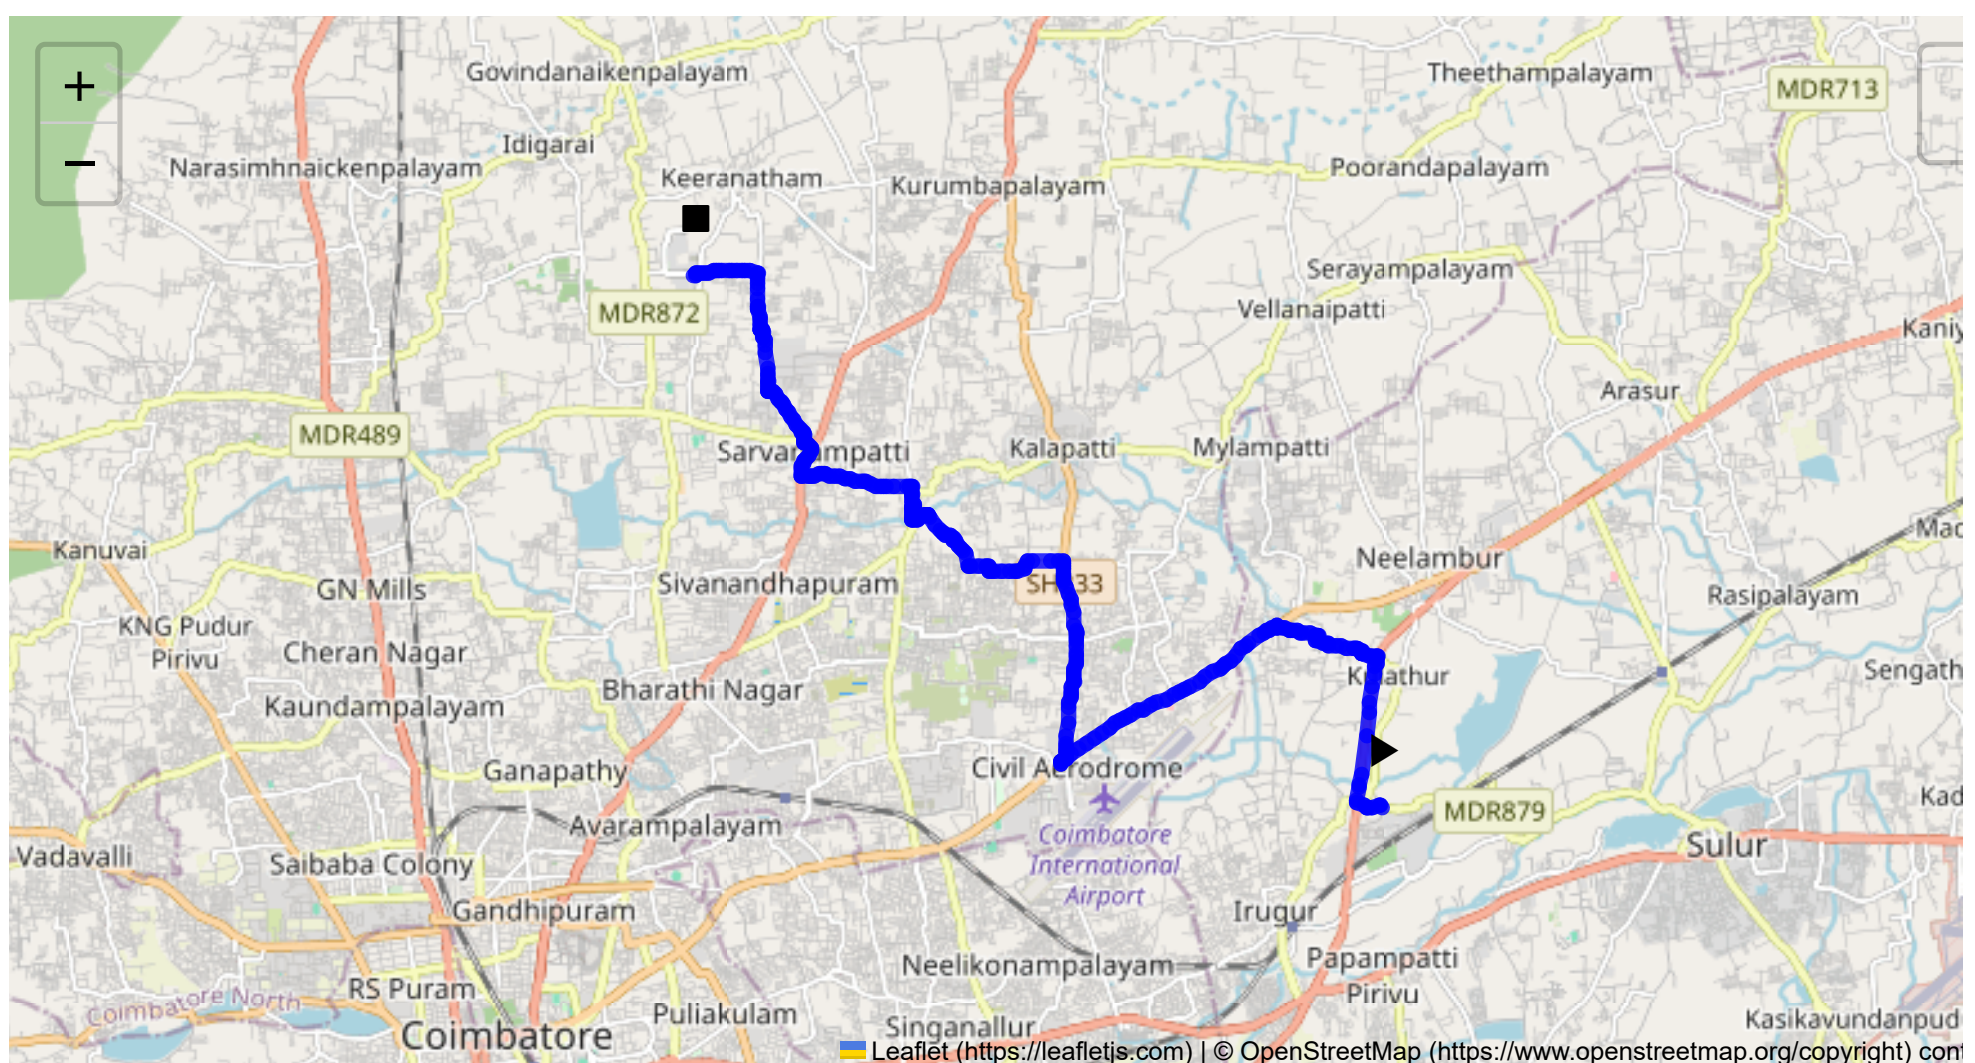 +
Govindanaikenpalayam
Theethampalayam
MDR713
Idigarai
−
Narasimhnaickenpalayam
Keeranatham
Kurumbapalayam
Poorandapalayam
Serayampalayam
MDR872
Vellanaipatti
Kaniy
Arasur
MDR489
Kalapatti
Mylampatti
Mac
Kanuvai
Neelambur
GN Mills
Sivanandhapuram
Rasipalayam
KNG Pudur
Pirivu
Cheran Nagar
Sengath
Bharathi Nagar
Kaundampalayam
Civil Aerodrome
Ganapathy
Kad
MDR879
Avarampalayam
Coimbatore
International
Airport
Sulur
Vadavalli
Saibaba Colony
Gandhipuram
Irugur
Neelikonampalayam
Papampatti
Pirivu
RS Puram
Coimbatore North
Puliakulam
Singanallur
Kasikavundanpud
Coimbatore
Leaflet (https://leafletjs.com) | © OpenStreetMap (https://www.openstreetmap.org/copyright) con